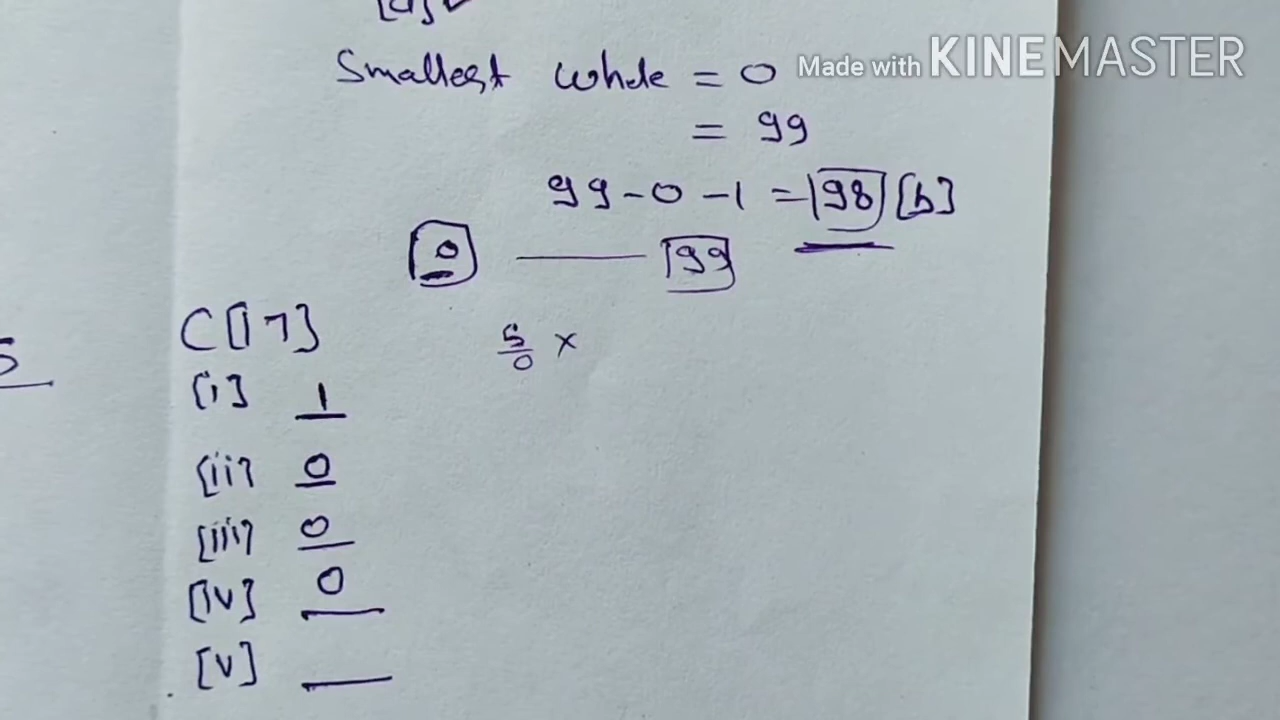 [d]✓
Smallest whole = 0
= 99
99 - 0 - 1 = 98 [b]
0 — 99
5
C[17]
5/0 ×
[i] 1
[ii] 0
[iii] 0
[iv] 0
[v]
Made with KINEMASTER